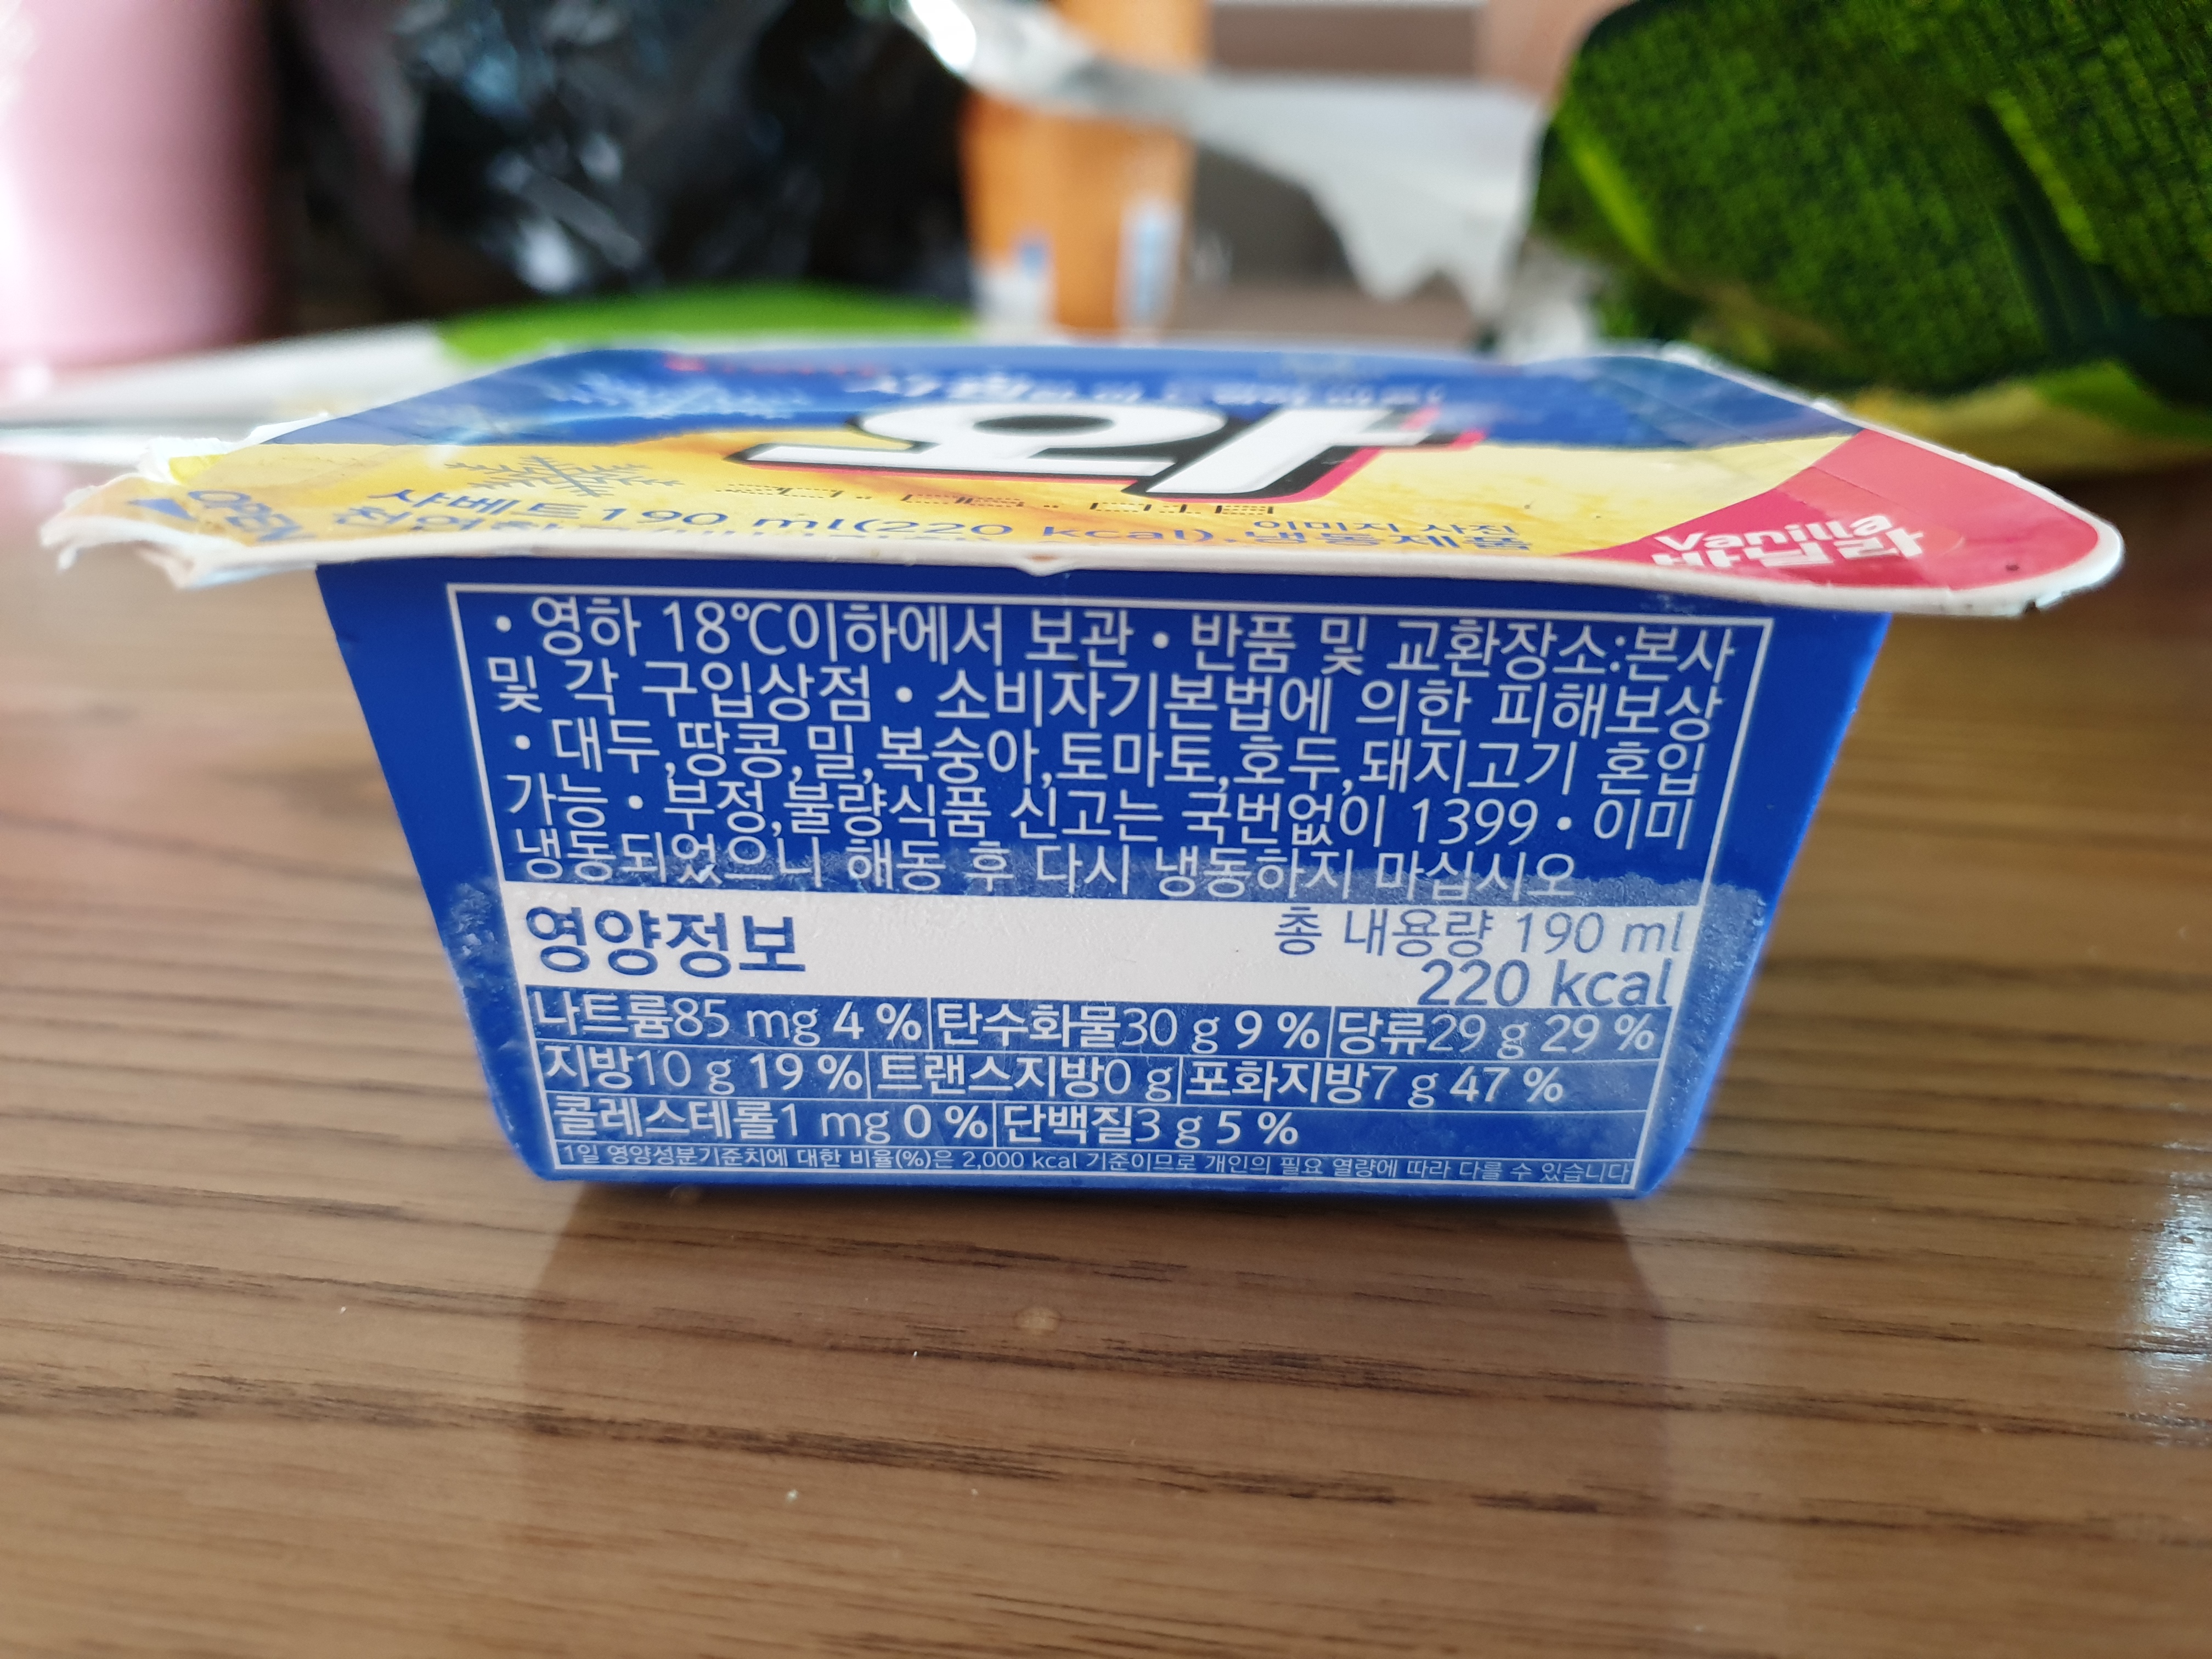 와
샤베트190 ml(220 kcal). 이미지 사진
냉동제품
Vanilla
바닐라
• 영하 18℃이하에서 보관 • 반품 및 교환장소:본사
및 각 구입상점 • 소비자기본법에 의한 피해보상
• 대두,땅콩,밀,복숭아,토마토,호두,돼지고기 혼입
가능 • 부정,불량식품 신고는 국번없이 1399 • 이미
냉동되었으니 해동 후 다시 냉동하지 마십시오
영양정보 총 내용량 190 ml
220 kcal
나트륨85 mg 4 % 탄수화물30 g 9 % 당류29 g 29 %
지방10 g 19 % 트랜스지방0 g 포화지방7 g 47 %
콜레스테롤1 mg 0 % 단백질3 g 5 %
1일 영양성분기준치에 대한 비율(%)은 2,000 kcal 기준이므로 개인의 필요 열량에 따라 다를 수 있습니다